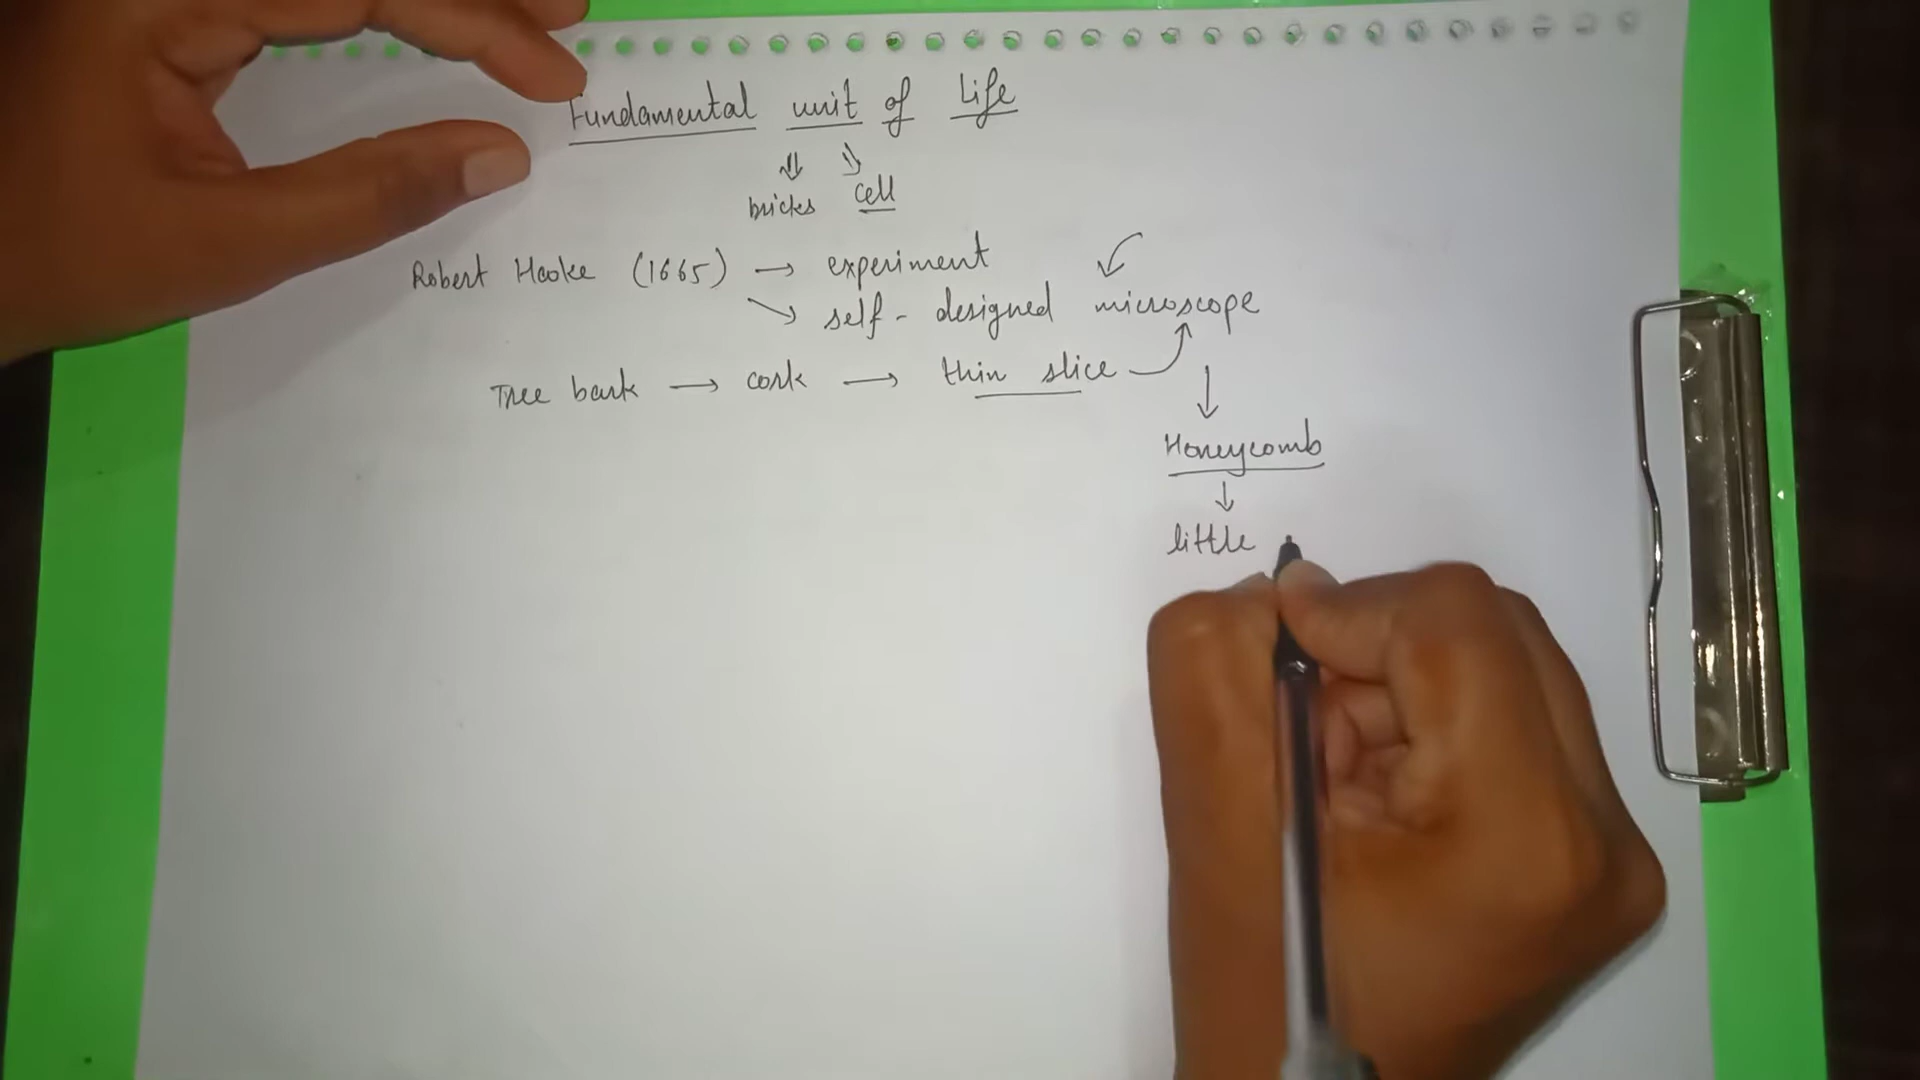 Fundamental unit of Life
bricks cell
Robert Hooke (1665) → experiment
↘ self - designed microscope
Tree bark → cork → thin slice
Honeycomb
↓
little